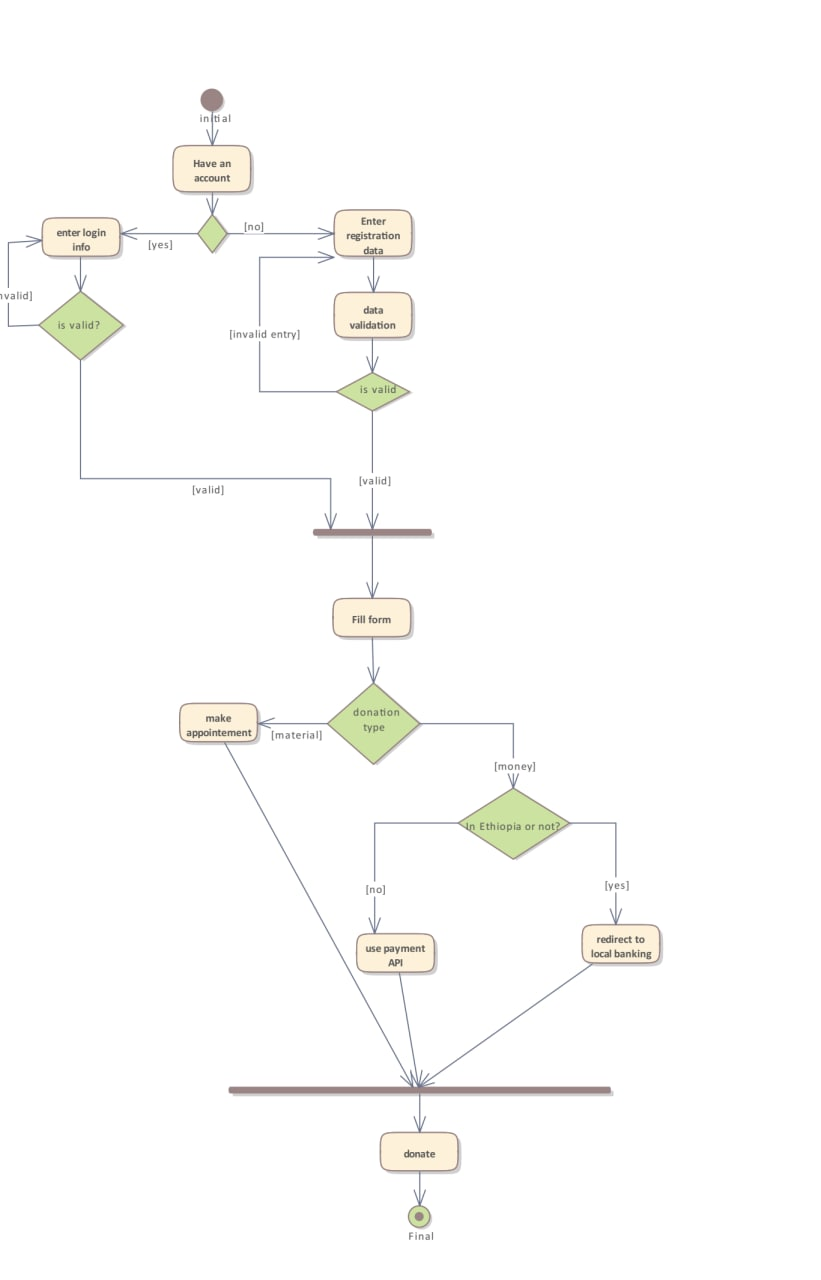 initial
Have an
account
[no]
[yes]
enter login
info
Enter
registration
data
nvalid]
is valid?
data
validation
[invalid entry]
is valid
[valid]
[valid]
Fill form
donation
type
make
appointement
[material]
[money]
In Ethiopia or not?
[no]
[yes]
use payment
API
redirect to
local banking
donate
Final